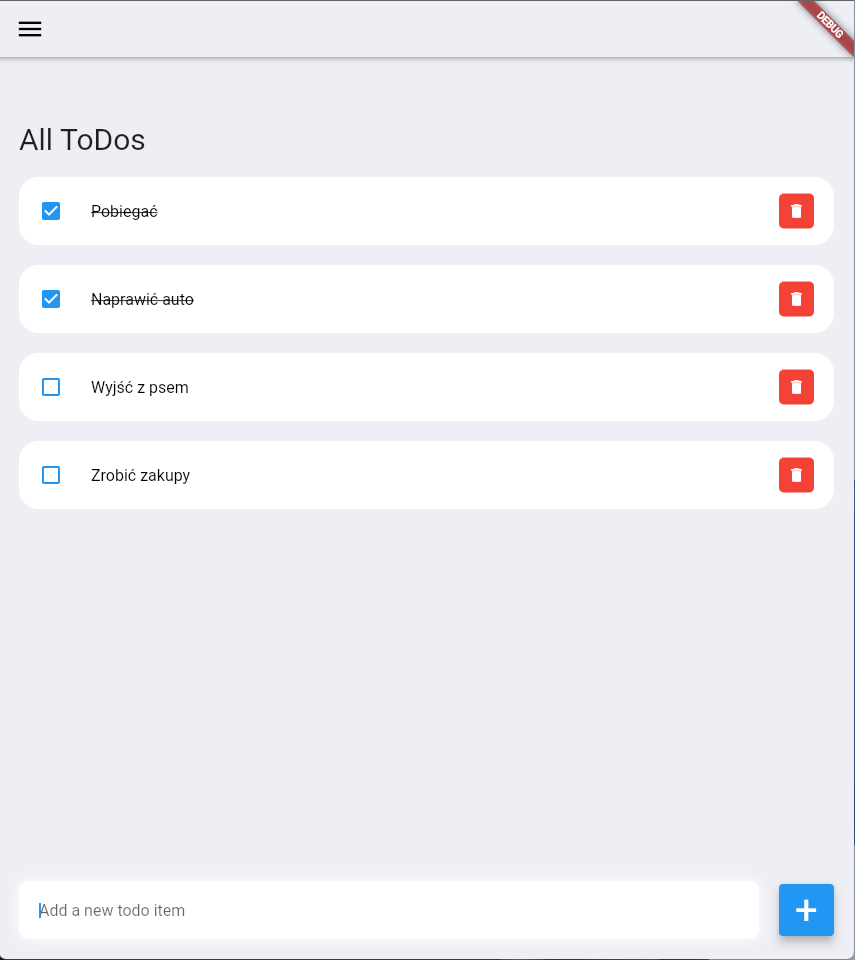 DEBUG
All ToDos
Pobiegać
Naprawić auto
Wyjść z psem
Zrobić zakupy
Add a new todo item